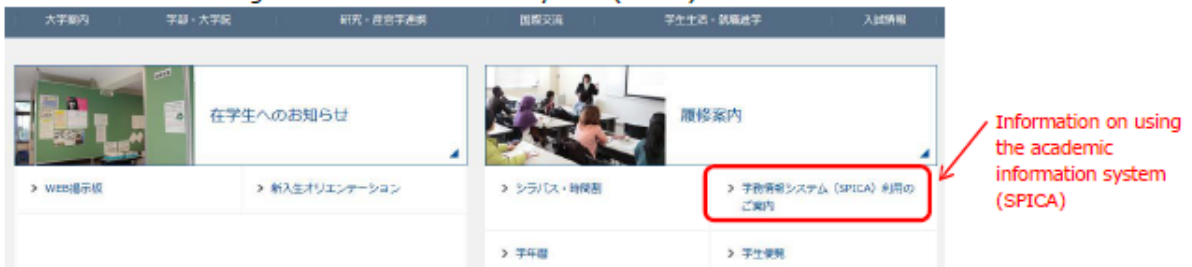 大学案内
学部・大学院
研究・産官学連携
国際交流
学生生活・就職進学
入試情報
在学生へのお知らせ
履修案内
> WEB掲示板
> 新入生オリエンテーション
> シラバス・時間割
> 学務情報システム（SPICA）利用の
ご案内
> 学年暦
> 学生便覧
Information on using
the academic
information system
(SPICA)